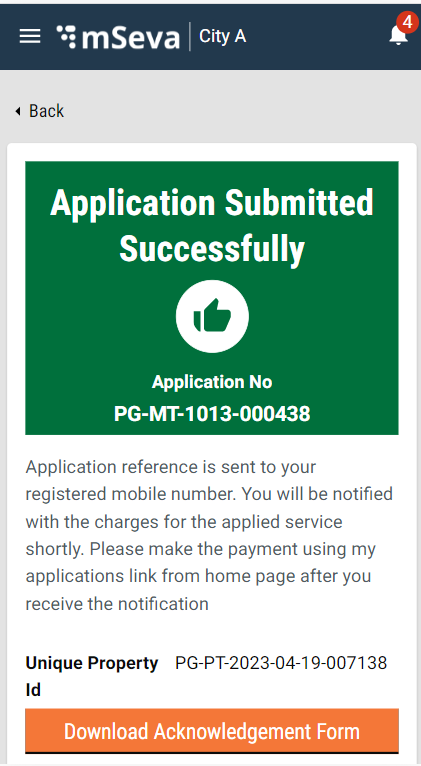 mSeva City A 4
Back
Application Submitted
Successfully
Application No
PG-MT-1013-000438
Application reference is sent to your
registered mobile number. You will be notified
with the charges for the applied service
shortly. Please make the payment using my
applications link from home page after you
receive the notification
Unique Property PG-PT-2023-04-19-007138
Id
Download Acknowledgement Form